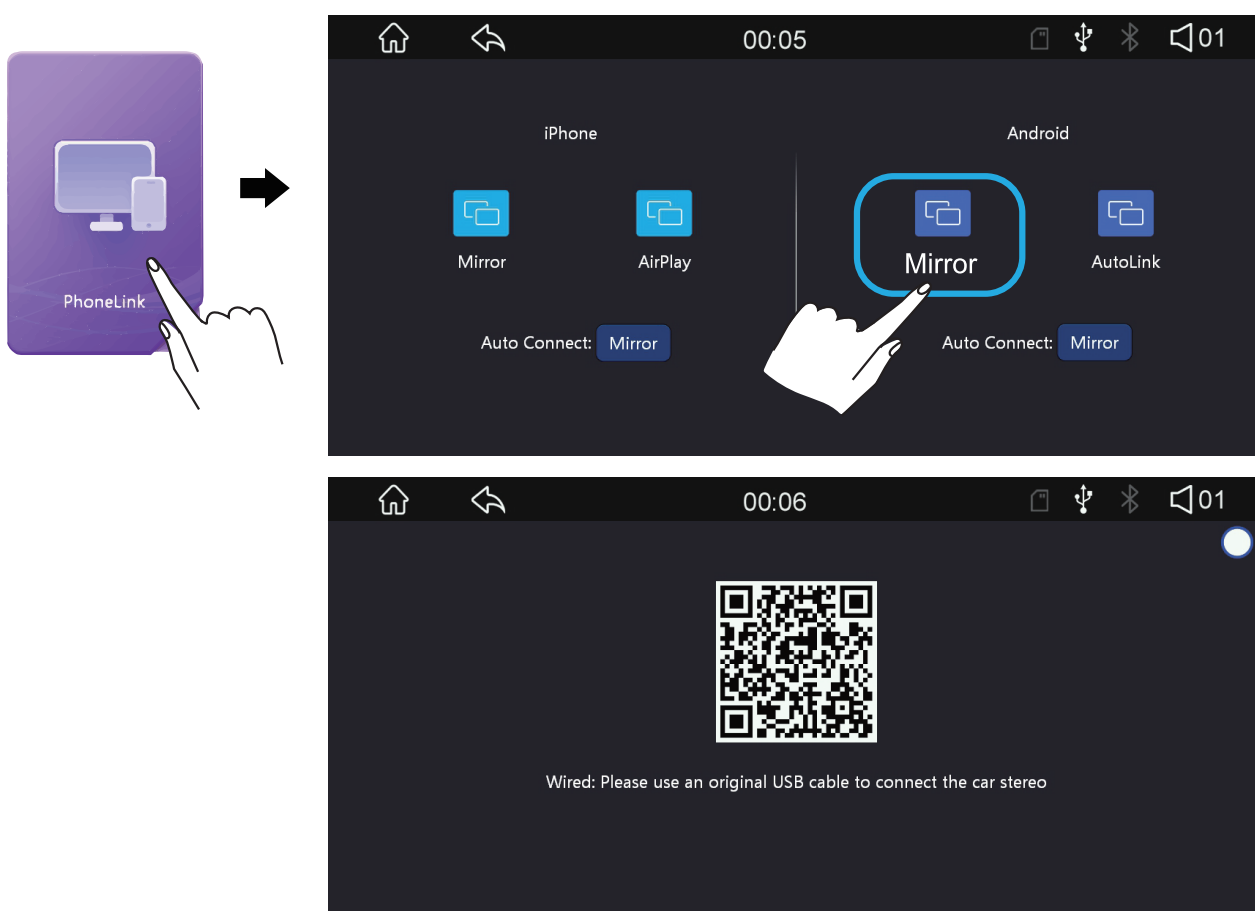 PhoneLink
00:05
01
iPhone
Android
Mirror
AirPlay
Mirror
AutoLink
Auto Connect: Mirror
Auto Connect: Mirror
00:06
01
Wired: Please use an original USB cable to connect the car stereo